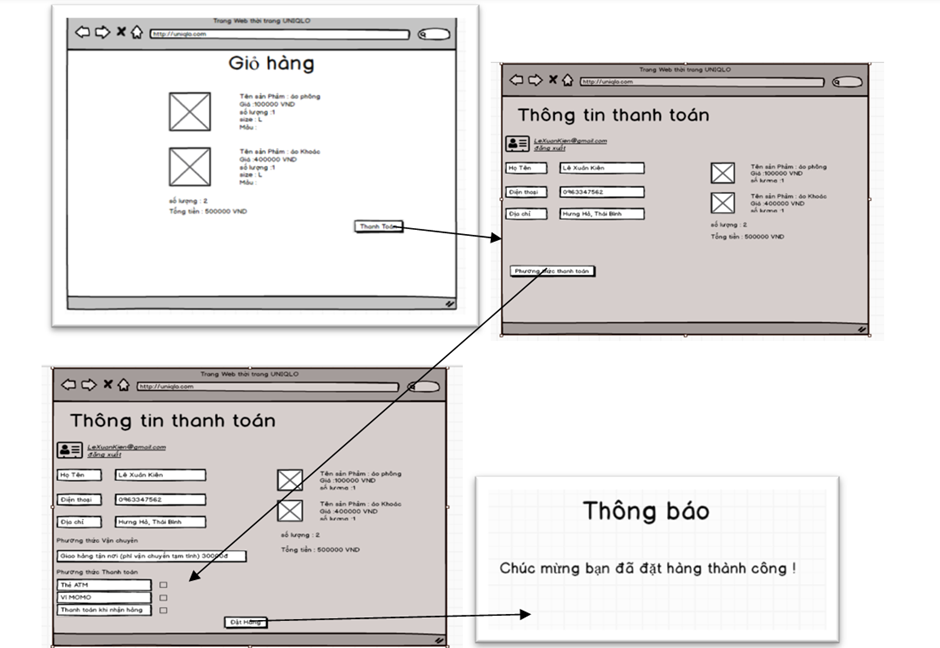 Trang Web thời trang UNIQLO
http://uniqlo.com
Giỏ hàng
Tên sản Phẩm : áo phông
Giá :100000 VND
số lượng :1
size : L
Màu :
Tên sản Phẩm : áo Khoác
Giá :400000 VND
số lượng :1
size : L
Màu :
số lượng : 2
Tổng tiền : 500000 VND
Thanh Toán
Trang Web thời trang UNIQLO
http://uniqlo.com
Thông tin thanh toán
LeXuanKien@gmail.com
đăng xuất
Họ Tên
Lê Xuân Kiên
Điện thoại
0963347562
Địa chỉ
Hưng Hà, Thái Bình
Tên sản Phẩm : áo phông
Giá :100000 VND
số lượng :1
Tên sản Phẩm : áo Khoác
Giá :400000 VND
số lượng :1
số lượng : 2
Tổng tiền : 500000 VND
Phương thức thanh toán
Trang Web thời trang UNIQLO
http://uniqlo.com
Thông tin thanh toán
LeXuanKien@gmail.com
đăng xuất
Họ Tên
Lê Xuân Kiên
Điện thoại
0963347562
Địa chỉ
Hưng Hà, Thái Bình
Tên sản Phẩm : áo phông
Giá :100000 VND
số lượng :1
Tên sản Phẩm : áo Khoác
Giá :400000 VND
số lượng :1
số lượng : 2
Tổng tiền : 500000 VND
Phương thức Vận chuyển
Giao hàng tận nơi (phí vận chuyển tạm tính) 30000đ
Phương thức Thanh toán
Thẻ ATM
VI MOMO
Thanh toán khi nhận hàng
Đặt Hàng
Thông báo
Chúc mừng bạn đã đặt hàng thành công !